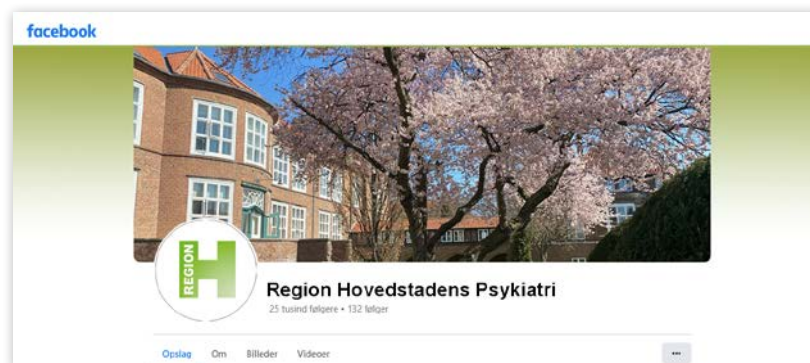 facebook
REGION H
Region Hovedstadens Psykiatri
25 tusind følgere • 132 følger
Opslag Om Billeder Videoer ...